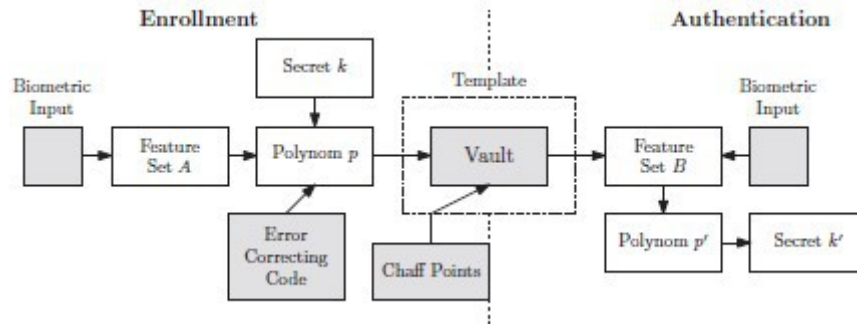 Enrollment
Authentication
Secret k
Template
Biometric
Input
Biometric
Input
Feature
Set A
Polynom p
Vault
Feature
Set B
Error
Correcting
Code
Chaff Points
Polynom p′
Secret k′